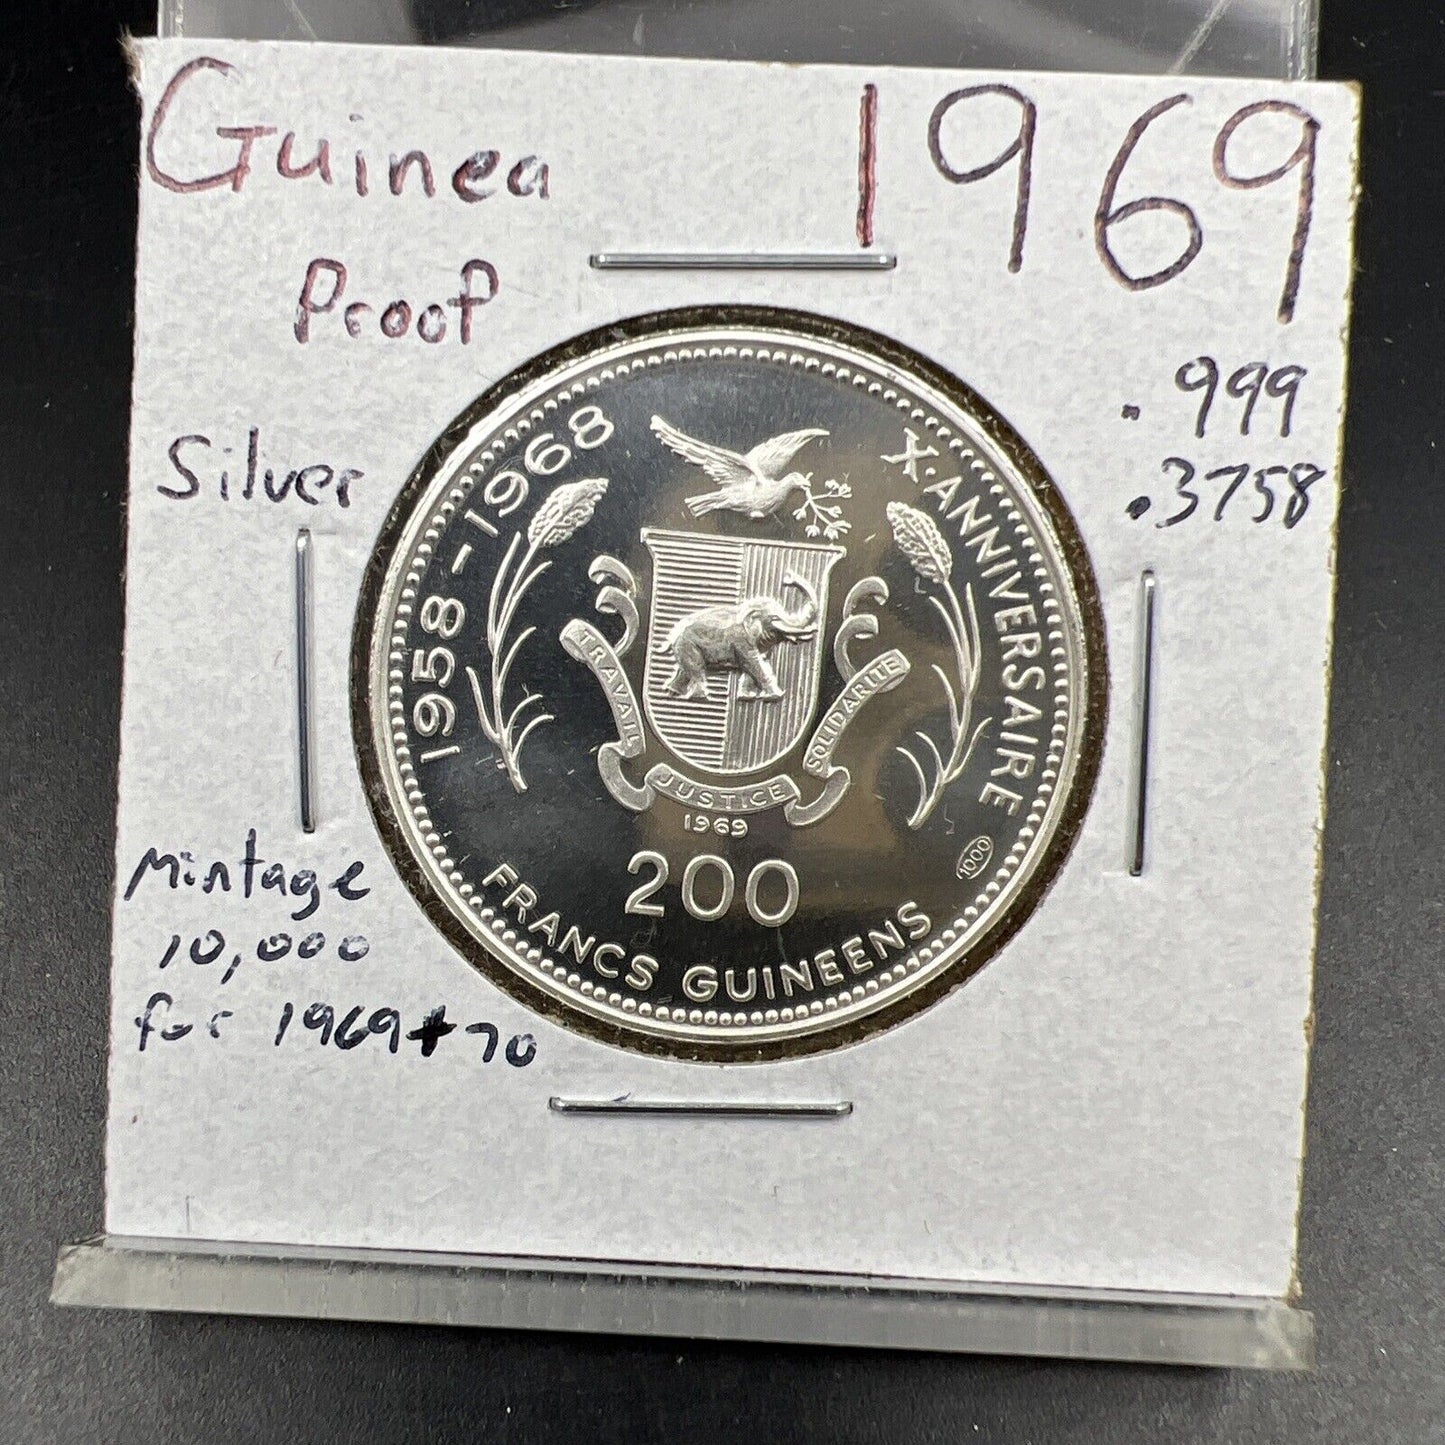 Guinea 1969
Proof
.999
Silver
.3758
Mintage
10,000
for 1969+70
1958-1968
X·ANNIVERSAIRE
TRAVAIL
JUSTICE
SOLIDARITE
1969
200
1000
FRANCS GUINEENS